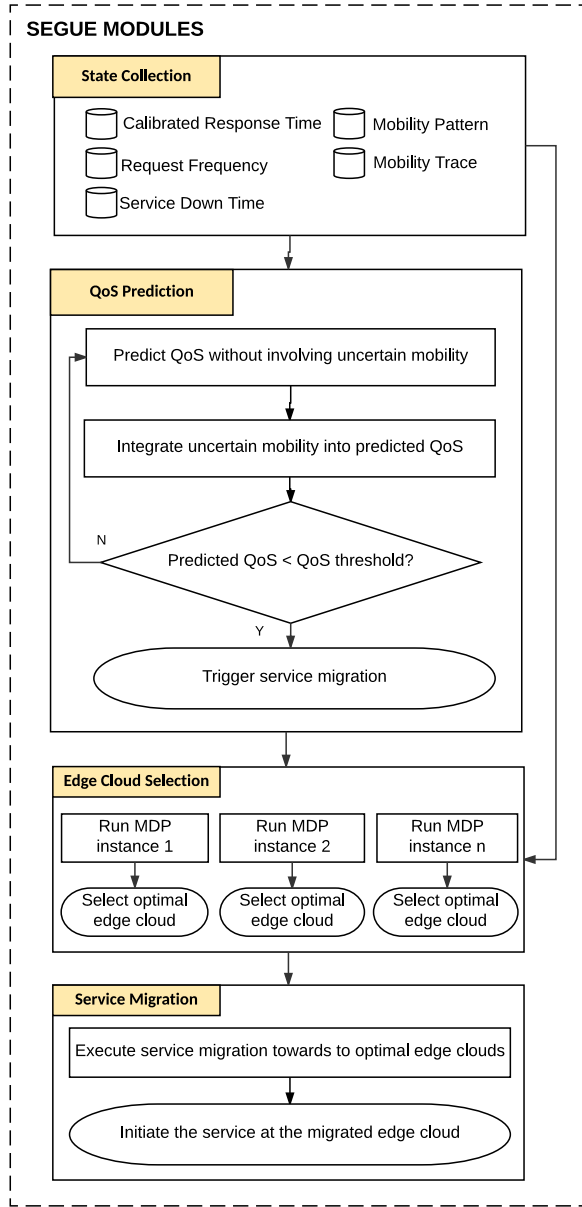 SEGUE MODULES
State Collection
Calibrated Response Time
Mobility Pattern
Request Frequency
Mobility Trace
Service Down Time
QoS Prediction
Predict QoS without involving uncertain mobility
Integrate uncertain mobility into predicted QoS
N
Predicted QoS < QoS threshold?
Y
Trigger service migration
Edge Cloud Selection
Run MDP
instance 1
Run MDP
instance 2
Run MDP
instance n
Select optimal
edge cloud
Select optimal
edge cloud
Select optimal
edge cloud
Service Migration
Execute service migration towards to optimal edge clouds
Initiate the service at the migrated edge cloud